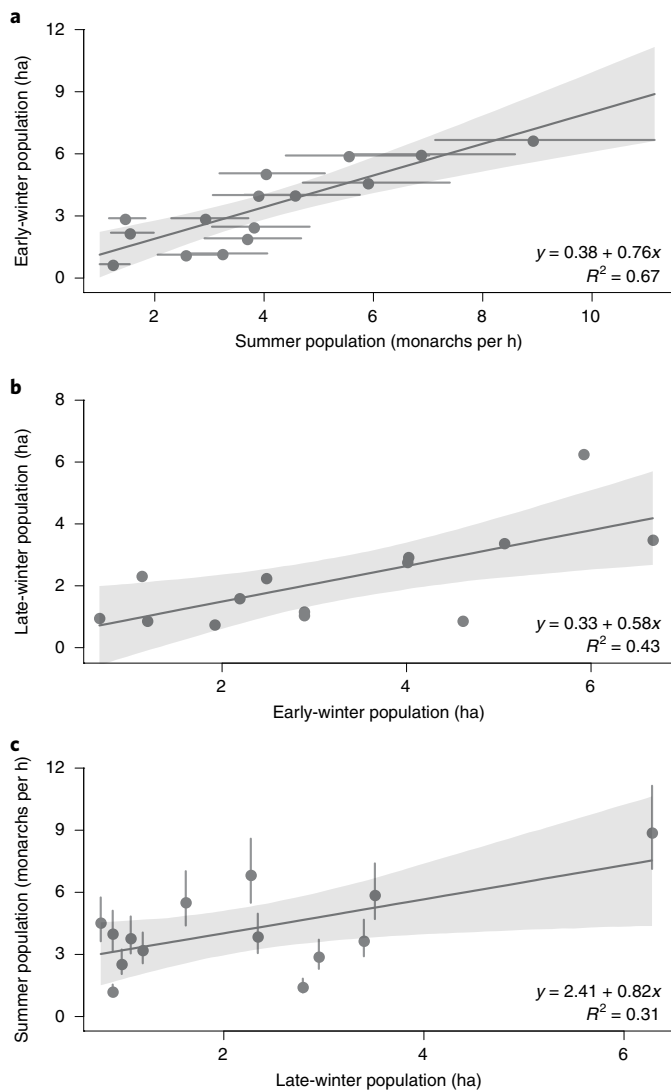 a
12
9
6
3
0
Early-winter population (ha)
2
4
6
8
10
Summer population (monarchs per h)
y = 0.38 + 0.76x
R² = 0.67
b
8
6
4
2
0
Late-winter population (ha)
2
4
6
Early-winter population (ha)
y = 0.33 + 0.58x
R² = 0.43
c
12
9
6
3
0
Summer population (monarchs per h)
2
4
6
Late-winter population (ha)
y = 2.41 + 0.82x
R² = 0.31